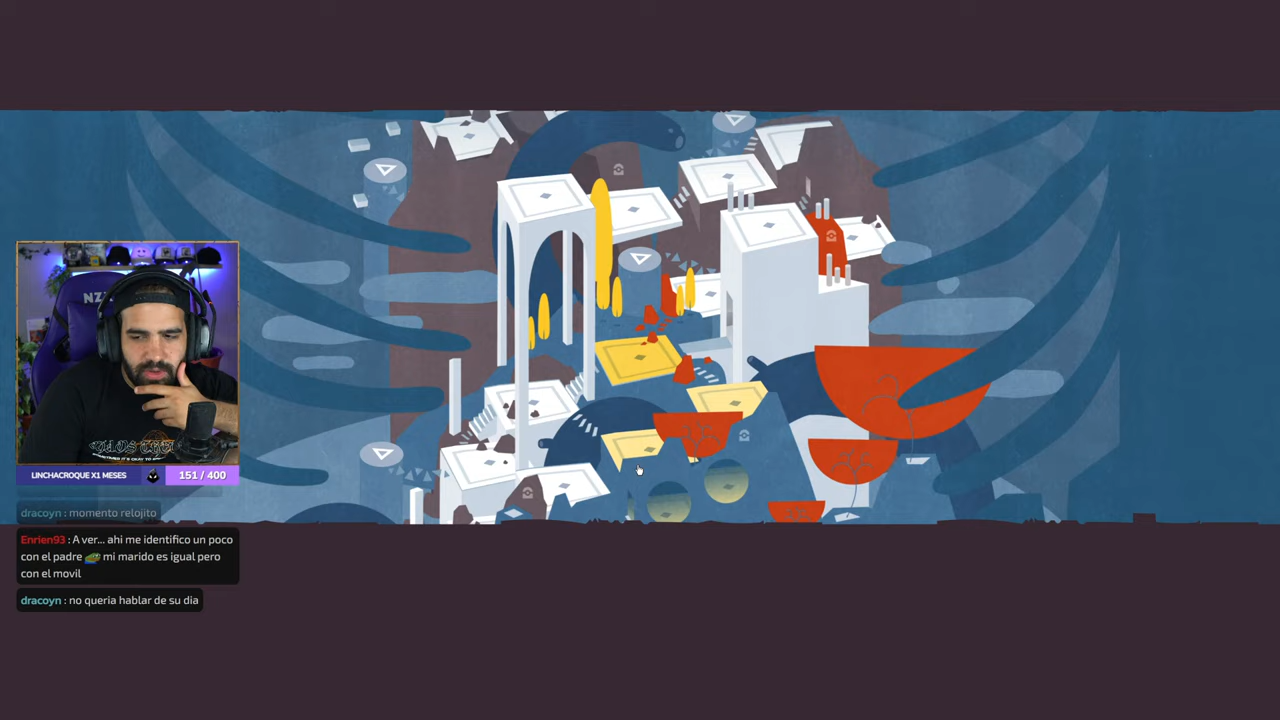 NZ
LINCHACROQUE X1 MESES
151 / 400
dracoyn : momento relojito
Enrien93 : A ver... ahi me identifico un poco
con el padre mi marido es igual pero
con el movil
dracoyn : no queria hablar de su dia